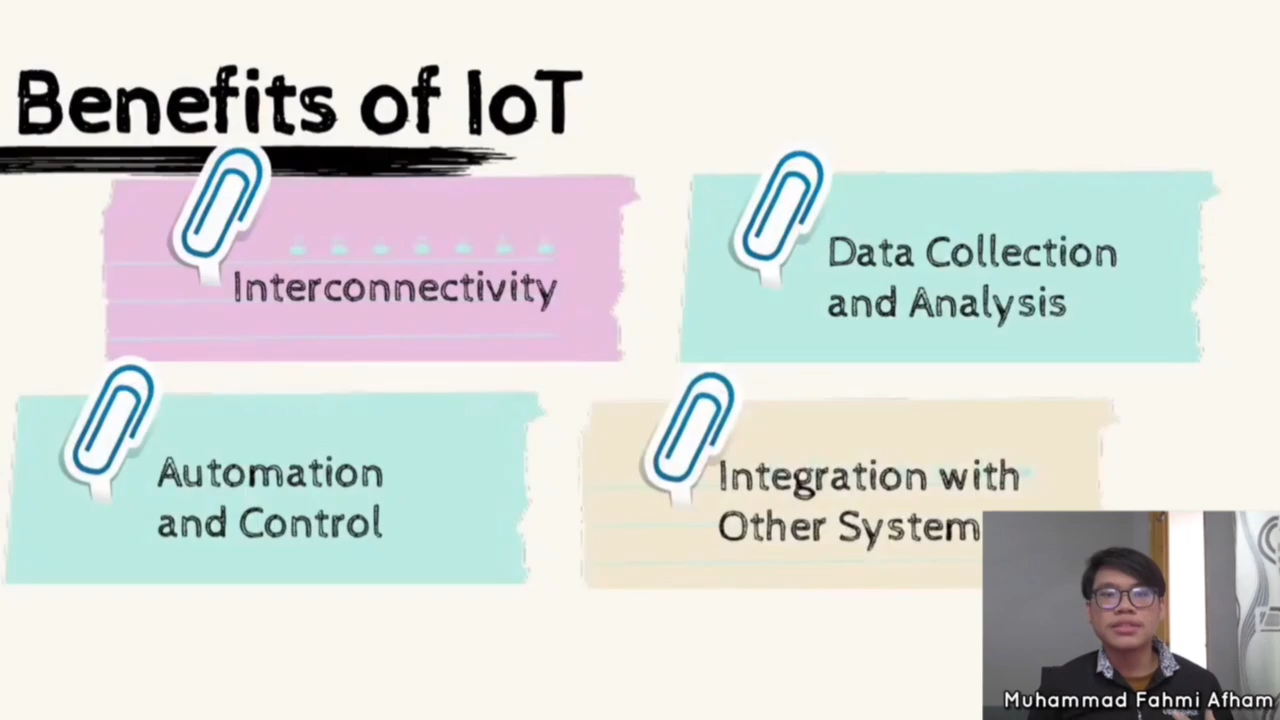 Benefits of IoT
Interconnectivity
Data Collection
and Analysis
Automation
and Control
Integration with
Other System
Muhammad Fahmi Afham